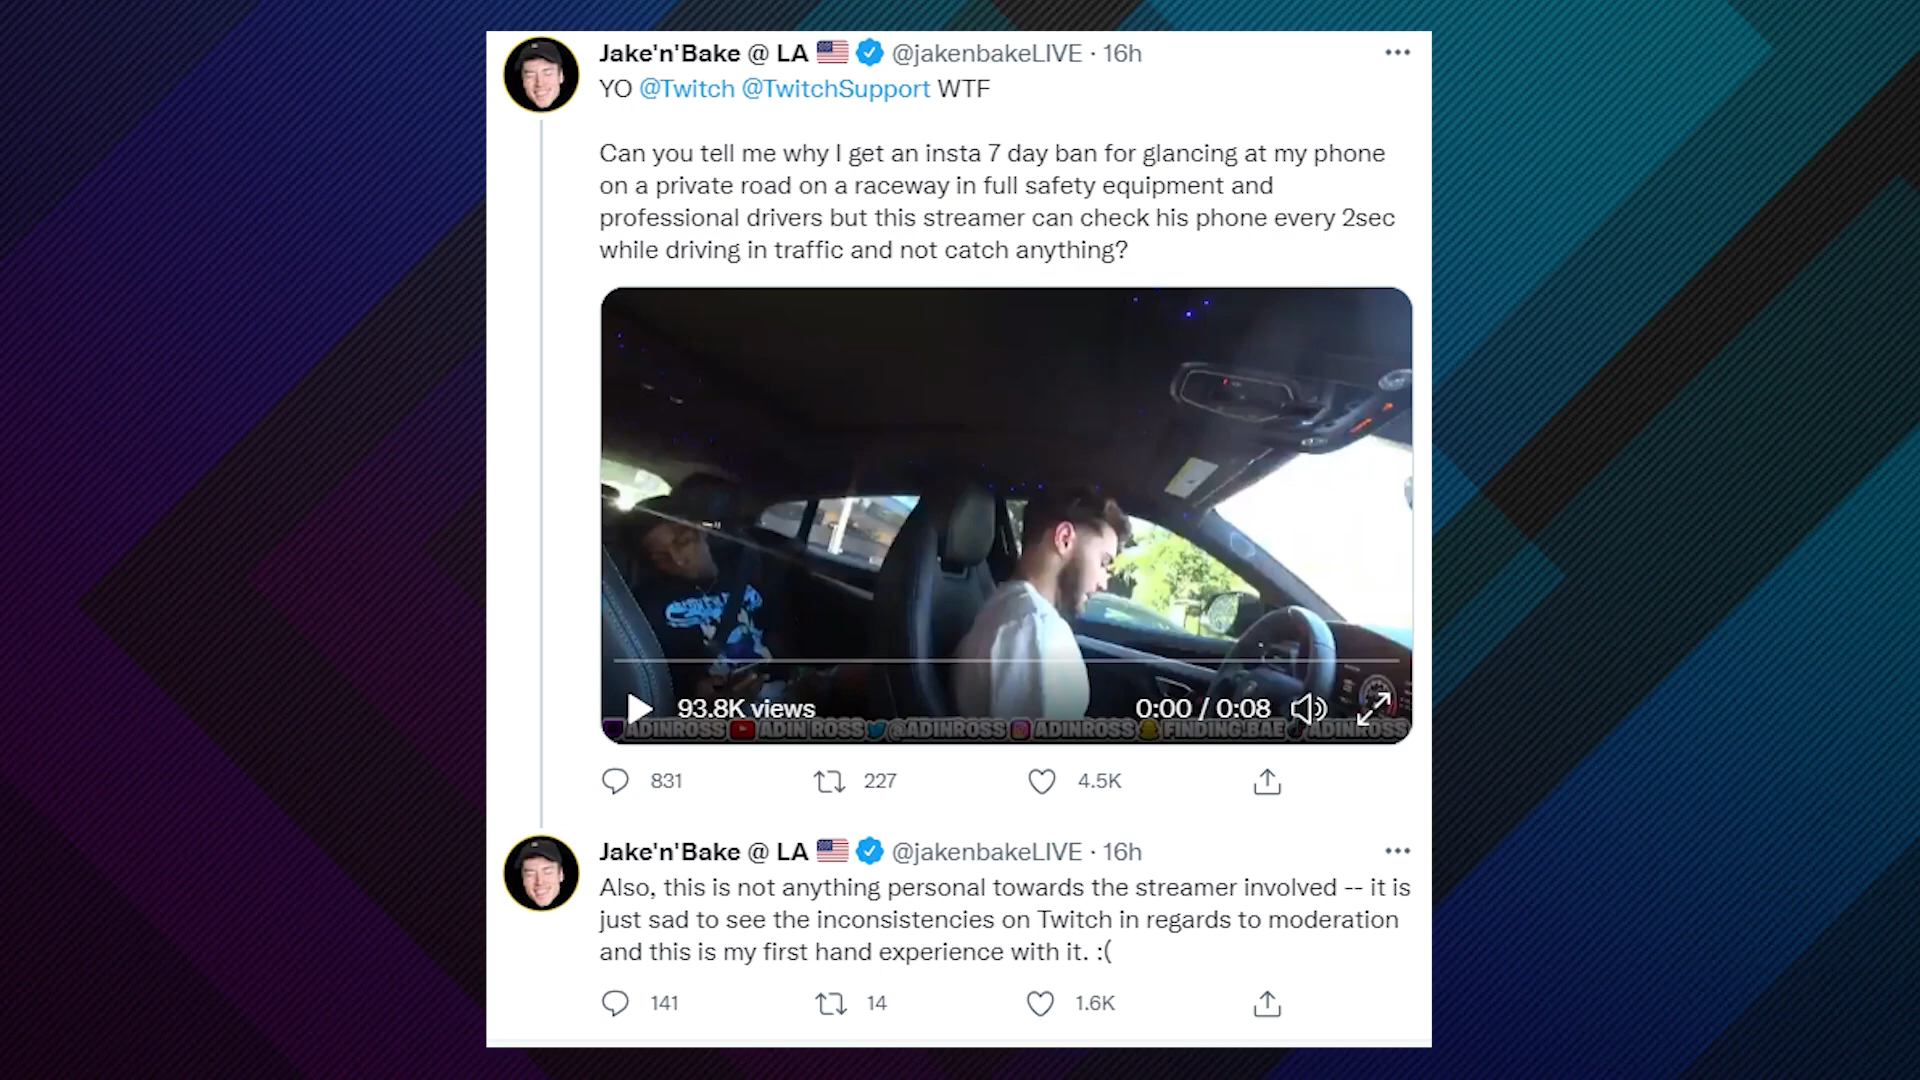 Jake'n'Bake @ LA 🇺🇸 @jakenbakeLIVE · 16h
YO @Twitch @TwitchSupport WTF
Can you tell me why I get an insta 7 day ban for glancing at my phone
on a private road on a raceway in full safety equipment and
professional drivers but this streamer can check his phone every 2sec
while driving in traffic and not catch anything?
93.8K views
0:00 / 0:08
ADINROSS ADIN ROSS @ADINROSS ADINROSS FINDING.BAE ADINROSS
831 227 4.5K
Jake'n'Bake @ LA 🇺🇸 @jakenbakeLIVE · 16h
Also, this is not anything personal towards the streamer involved -- it is
just sad to see the inconsistencies on Twitch in regards to moderation
and this is my first hand experience with it. :(
141 14 1.6K